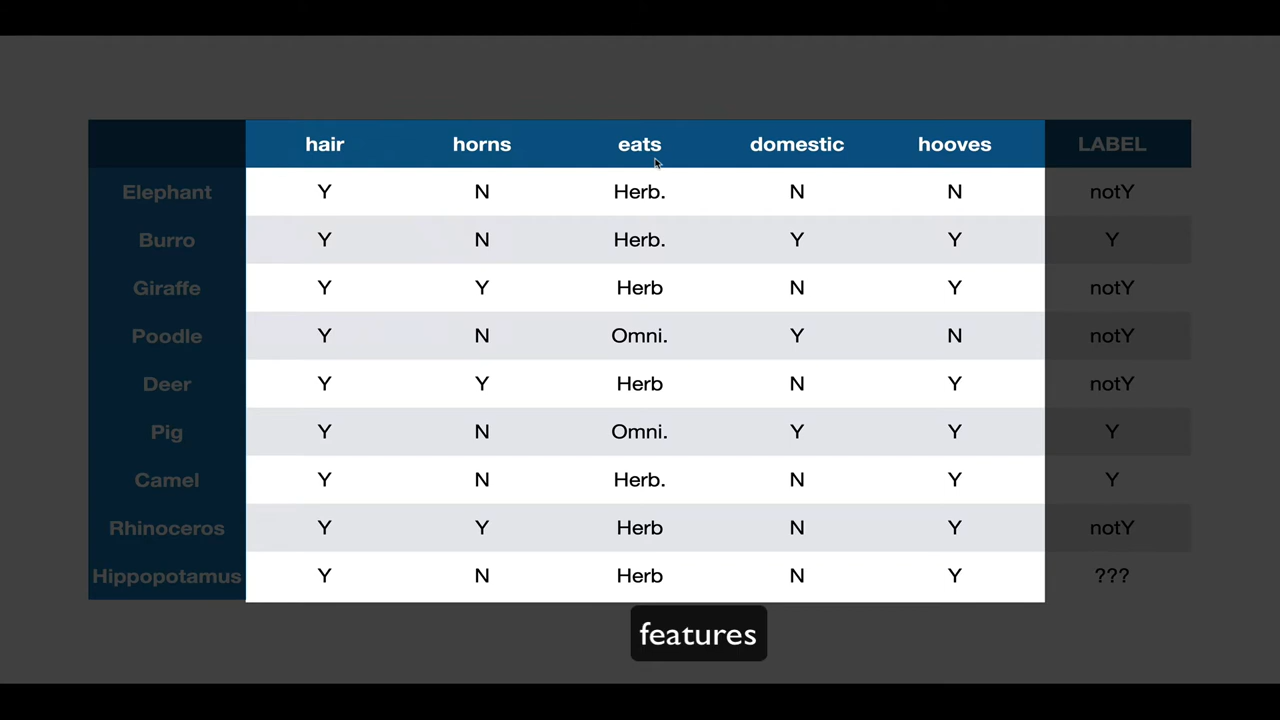 hair horns eats domestic hooves LABEL
Elephant Y N Herb. N N notY
Burro Y N Herb. Y Y Y
Giraffe Y Y Herb N Y notY
Poodle Y N Omni. Y N notY
Deer Y Y Herb N Y notY
Pig Y N Omni. Y Y Y
Camel Y N Herb. N Y Y
Rhinoceros Y Y Herb N Y notY
Hippopotamus Y N Herb N Y ???
features